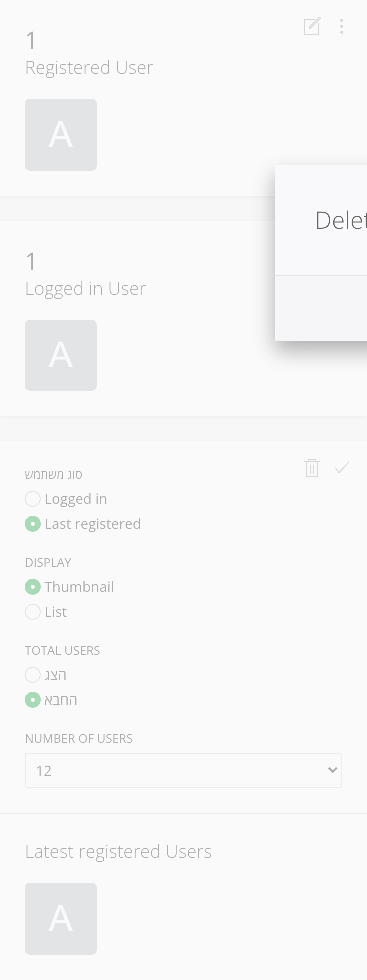 1
Registered User
A
1
Logged in User
A
סוג משתמש
Logged in
Last registered
DISPLAY
Thumbnail
List
TOTAL USERS
הצג
החבא
NUMBER OF USERS
12
Latest registered Users
A